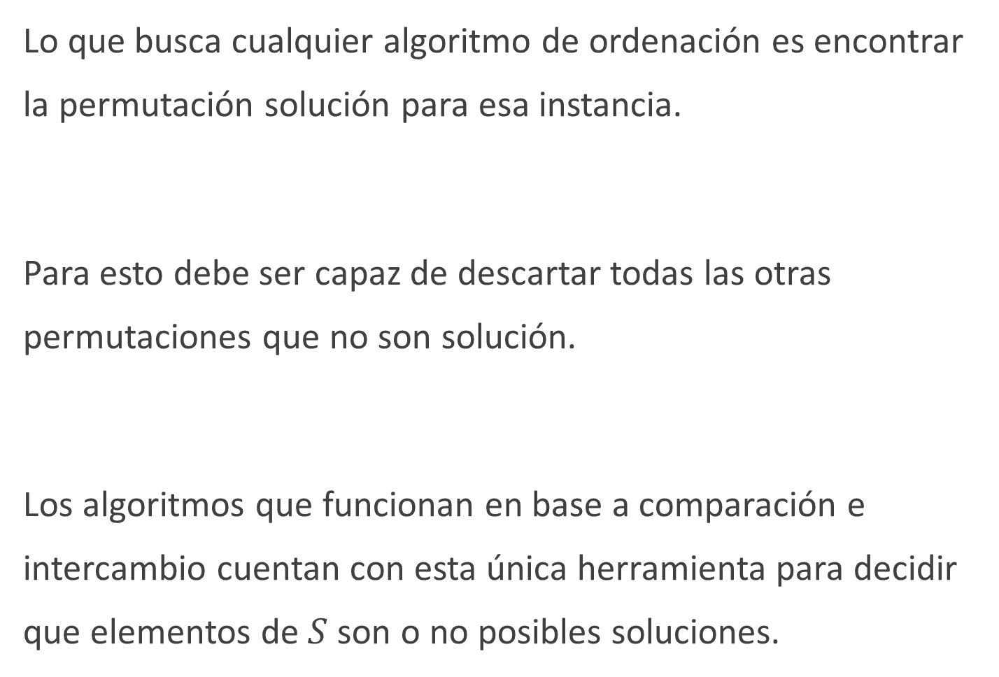 Lo que busca cualquier algoritmo de ordenación es encontrar
la permutación solución para esa instancia.
Para esto debe ser capaz de descartar todas las otras
permutaciones que no son solución.
Los algoritmos que funcionan en base a comparación e
intercambio cuentan con esta única herramienta para decidir
que elementos de S son o no posibles soluciones.